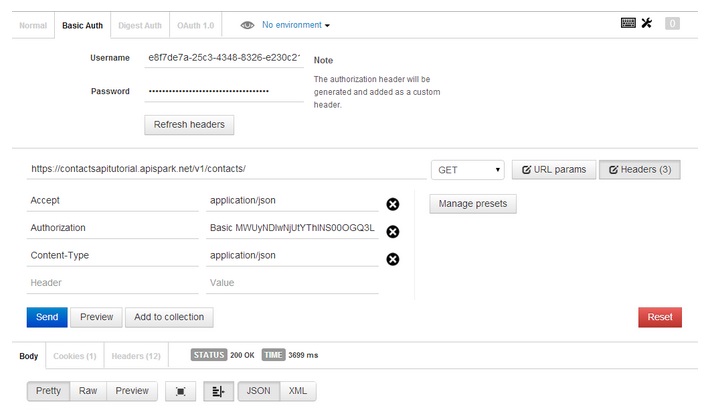 Normal Basic Auth Digest Auth OAuth 1.0 No environment 0
Username e8f7de7a-25c3-4348-8326-e230c21 Note
The authorization header will be
Password •••••••••••••••••••••••••••••••••••• generated and added as a custom
header.
Refresh headers
https://contactsapitutorial.apispark.net/v1/contacts/ GET URL params Headers (3)
Accept application/json Manage presets
Authorization Basic MWUyNDIwNjUtYThlNS00OGQ3L
Content-Type application/json
Header Value
Send Preview Add to collection Reset
Body Cookies (1) Headers (12) STATUS 200 OK TIME 3699 ms
Pretty Raw Preview JSON XML